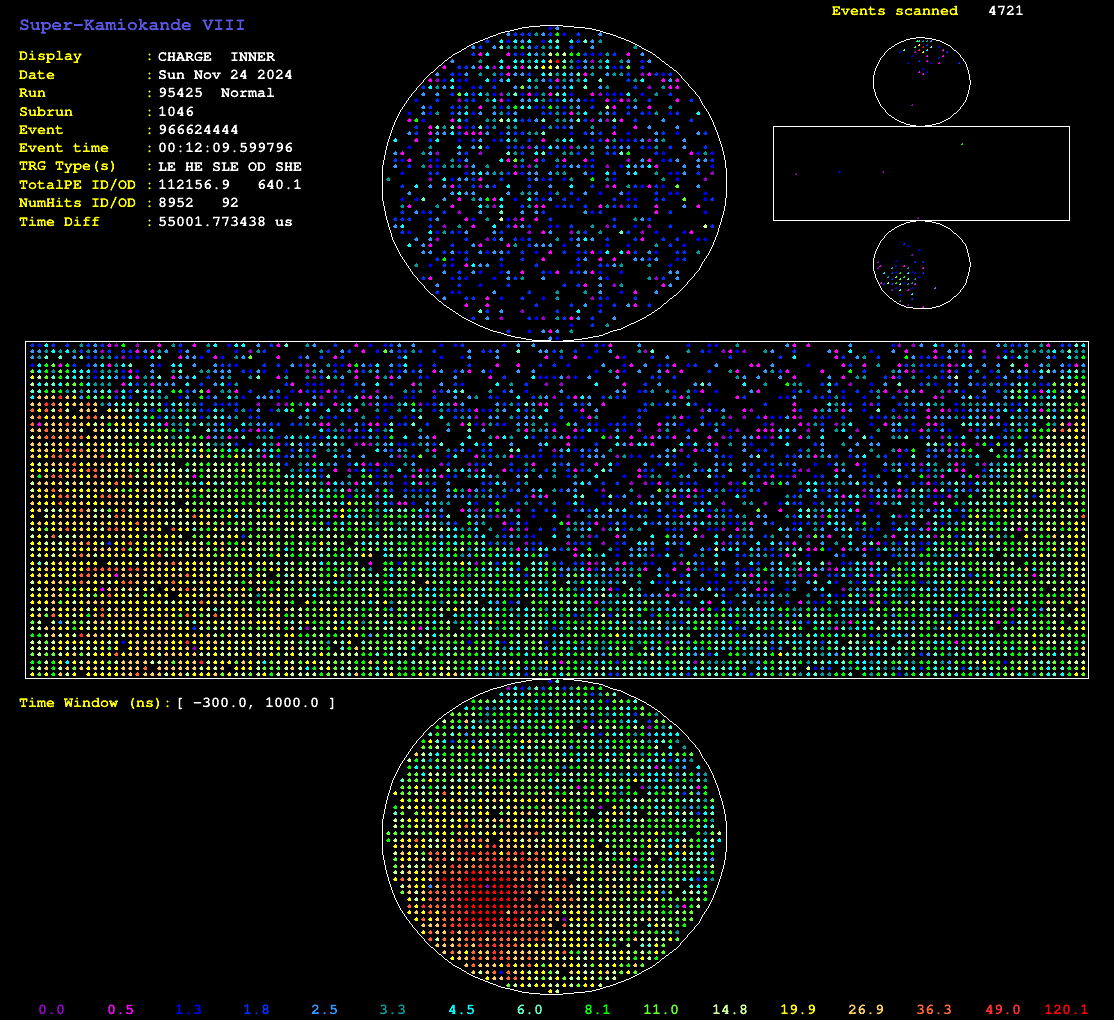 Super-Kamiokande VIII
Events scanned 4721
Display : CHARGE INNER
Date : Sun Nov 24 2024
Run : 95425 Normal
Subrun : 1046
Event : 966624444
Event time : 00:12:09.599796
TRG Type(s) : LE HE SLE OD SHE
TotalPE ID/OD : 112156.9 640.1
NumHits ID/OD : 8952 92
Time Diff : 55001.773438 us
Time Window (ns): [ -300.0, 1000.0 ]
0.0 0.5 1.3 1.8 2.5 3.3 4.5 6.0 8.1 11.0 14.8 19.9 26.9 36.3 49.0 120.1